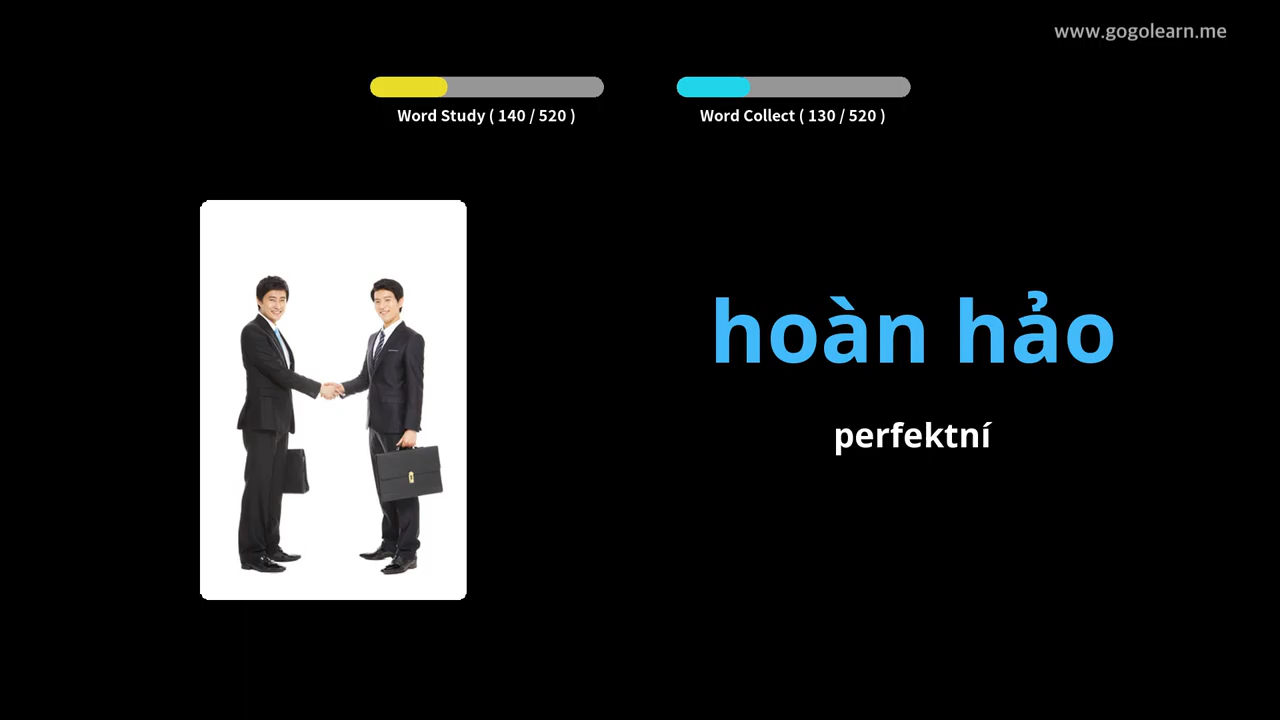 www.gogolearn.me
Word Study ( 140 / 520 )
Word Collect ( 130 / 520 )
hoàn hảo
perfektní